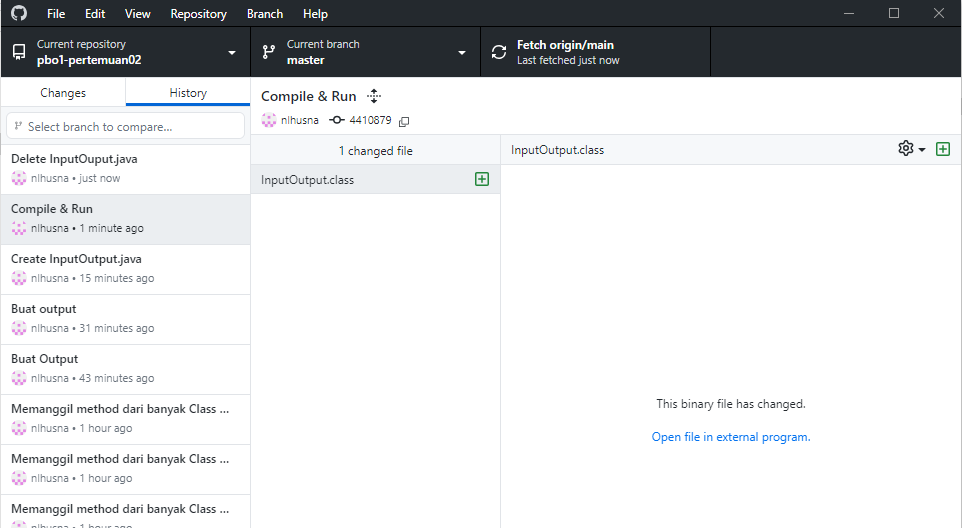 File Edit View Repository Branch Help
Current repository
pbo1-pertemuan02
Current branch
master
Fetch origin/main
Last fetched just now
Changes
History
Select branch to compare...
Delete InputOuput.java
nlhusna • just now
Compile & Run
nlhusna • 1 minute ago
Create InputOutput.java
nlhusna • 15 minutes ago
Buat output
nlhusna • 31 minutes ago
Buat Output
nlhusna • 43 minutes ago
Memanggil method dari banyak Class ...
nlhusna • 1 hour ago
Memanggil method dari banyak Class ...
nlhusna • 1 hour ago
Memanggil method dari banyak Class ...
nlhusna • 1 hour ago
Compile & Run
nlhusna 4410879
1 changed file
InputOutput.class
InputOutput.class
This binary file has changed.
Open file in external program.